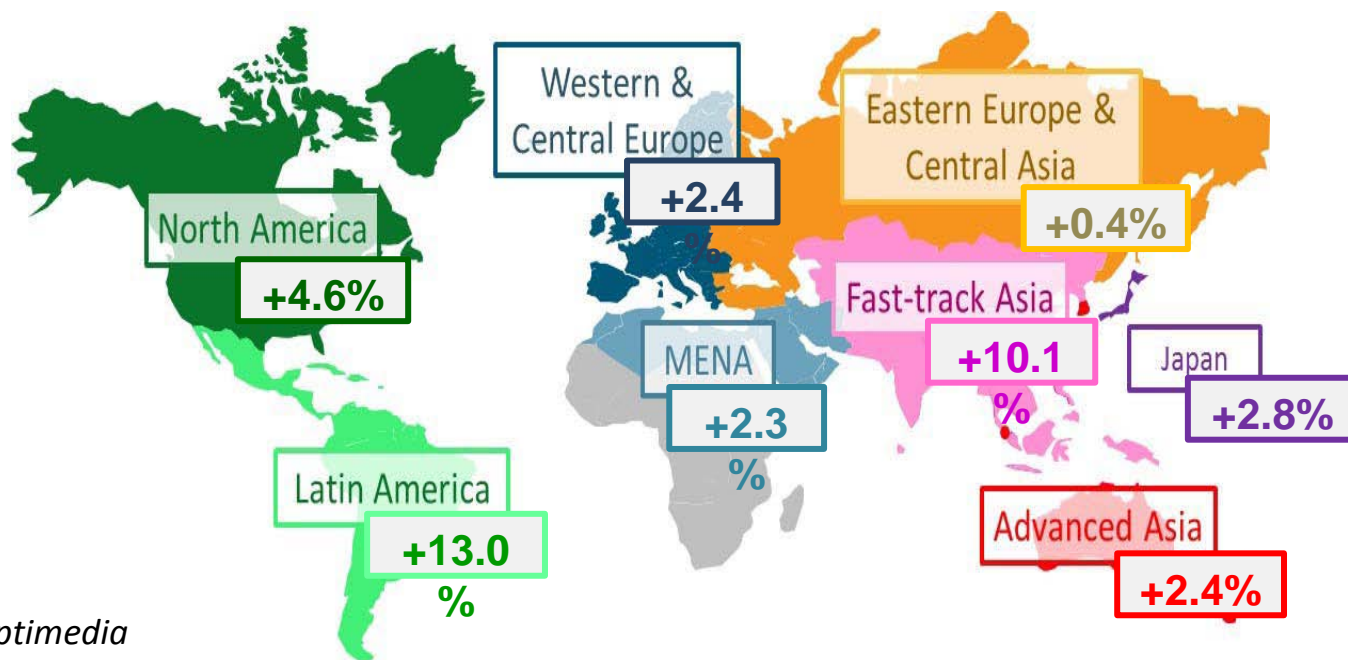 Western &
Central Europe
+2.4
%
Eastern Europe &
Central Asia
+0.4%
North America
+4.6%
Fast-track Asia
+10.1
%
MENA
+2.3
%
Japan
+2.8%
Latin America
+13.0
%
Advanced Asia
+2.4%
ptimedia